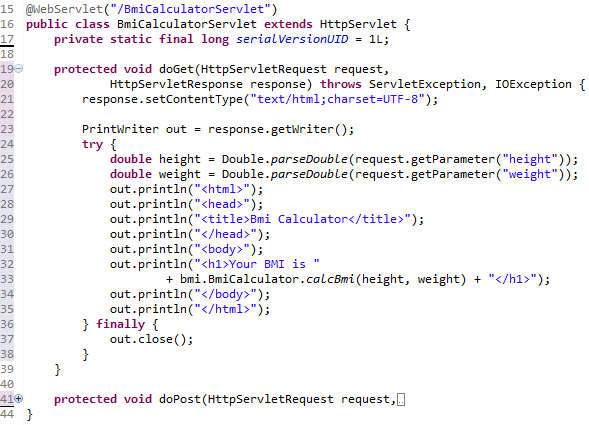 15 @WebServlet("/BmiCalculatorServlet")
16 public class BmiCalculatorServlet extends HttpServlet {
17     private static final long serialVersionUID = 1L;
18
19     protected void doGet(HttpServletRequest request,
20             HttpServletResponse response) throws ServletException, IOException {
21         response.setContentType("text/html;charset=UTF-8");
22
23         PrintWriter out = response.getWriter();
24         try {
25             double height = Double.parseDouble(request.getParameter("height"));
26             double weight = Double.parseDouble(request.getParameter("weight"));
27             out.println("<html>");
28             out.println("<head>");
29             out.println("<title>Bmi Calculator</title>");
30             out.println("</head>");
31             out.println("<body>");
32             out.println("<h1>Your BMI is "
33                     + bmi.BmiCalculator.calcBmi(height, weight) + "</h1>");
34             out.println("</body>");
35             out.println("</html>");
36         } finally {
37             out.close();
38         }
39     }
40
41     protected void doPost(HttpServletRequest request,
44 }